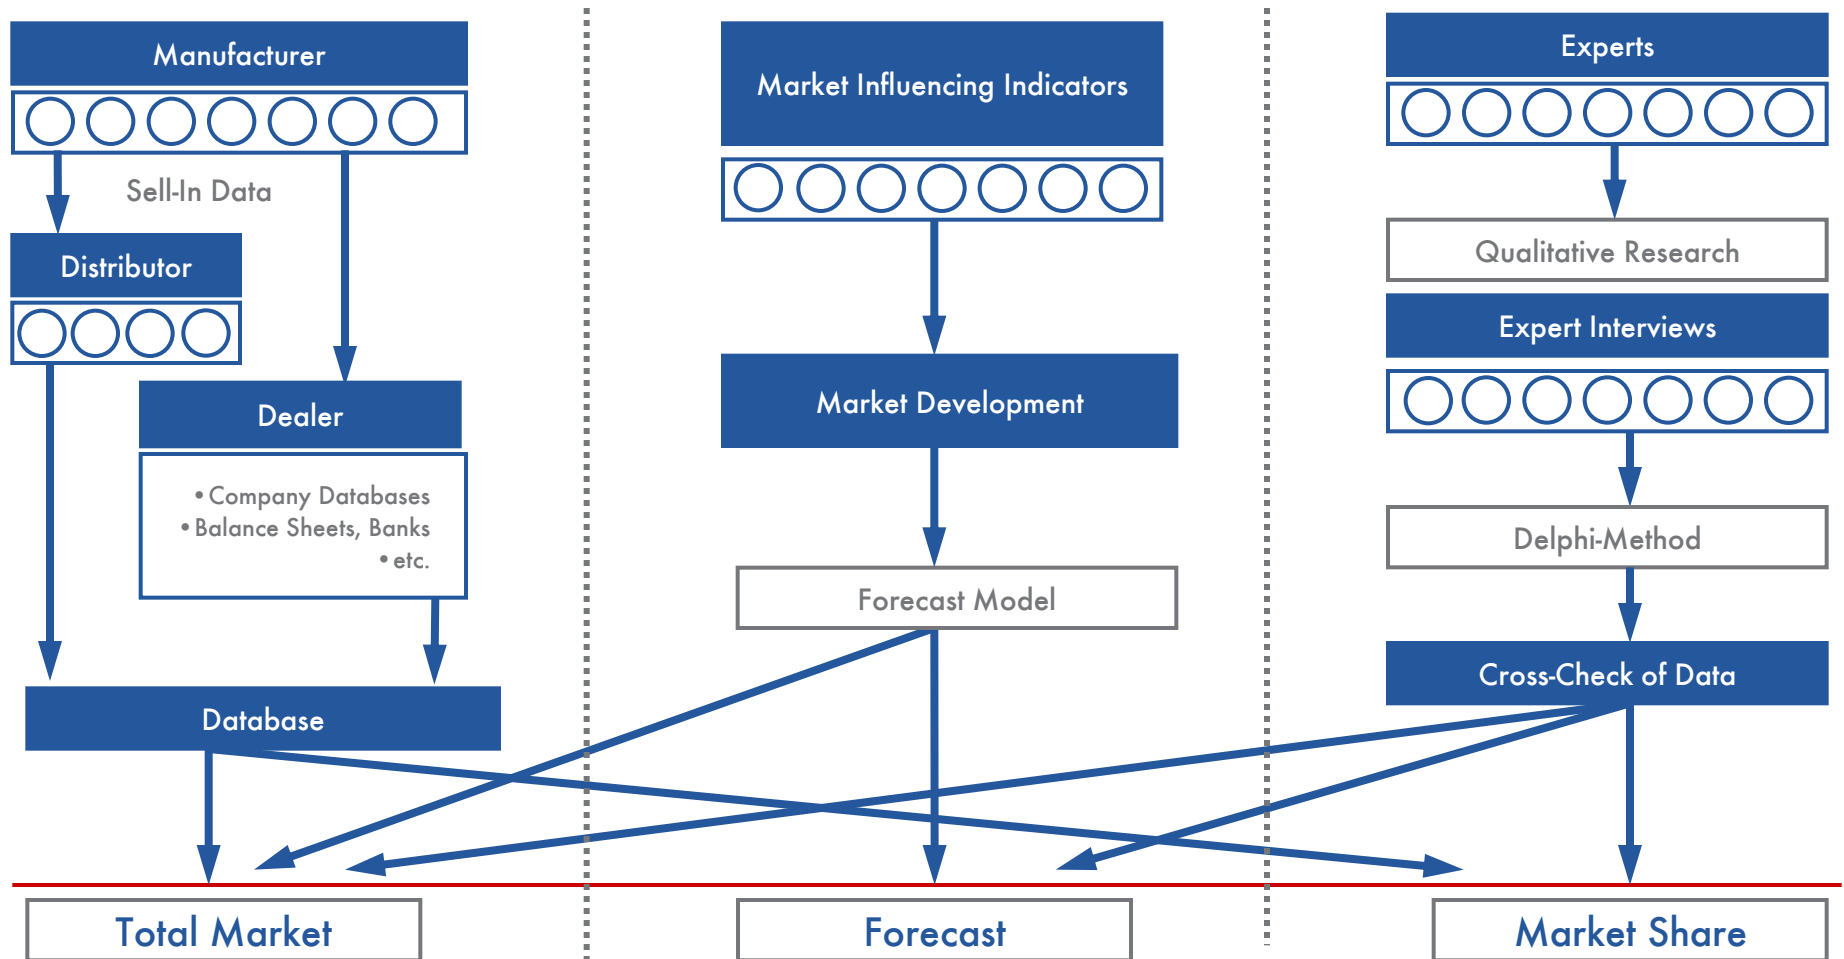 Manufacturer
Sell-In Data
Distributor
Dealer
•Company Databases
•Balance Sheets, Banks
•etc.
Database
Total Market
Market Influencing Indicators
Market Development
Forecast Model
Forecast
Experts
Qualitative Research
Expert Interviews
Delphi-Method
Cross-Check of Data
Market Share